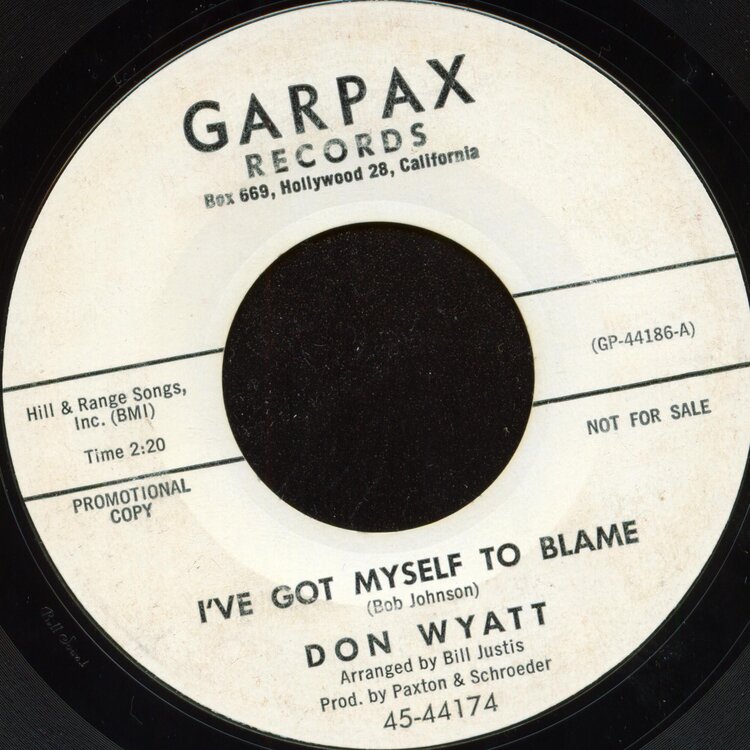 GARPAX
RECORDS
Box 669, Hollywood 28, California
(GP-44186-A)
Hill & Range Songs,
Inc. (BMI)
Time 2:20
NOT FOR SALE
PROMOTIONAL
COPY
I'VE GOT MYSELF TO BLAME
(Bob Johnson)
DON WYATT
Arranged by Bill Justis
Prod. by Paxton & Schroeder
45-44174